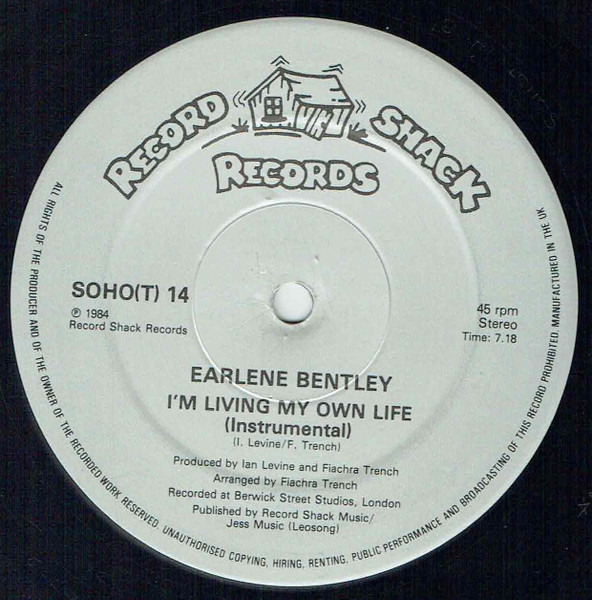 RECORD SHACK
RECORDS
SOHO(T) 14
℗ 1984
Record Shack Records
45 rpm
Stereo
Time: 7.18
EARLENE BENTLEY
I'M LIVING MY OWN LIFE
(Instrumental)
(I. Levine/F. Trench)
Produced by Ian Levine and Fiachra Trench
Arranged by Fiachra Trench
Recorded at Berwick Street Studios, London
Published by Record Shack Music/
Jess Music (Leosong)
ALL RIGHTS OF THE PRODUCER AND OF THE OWNER OF THE RECORDED WORK RESERVED. UNAUTHORISED COPYING, HIRING, RENTING, PUBLIC PERFORMANCE AND BROADCASTING OF THIS RECORD PROHIBITED. MANUFACTURED IN THE UK